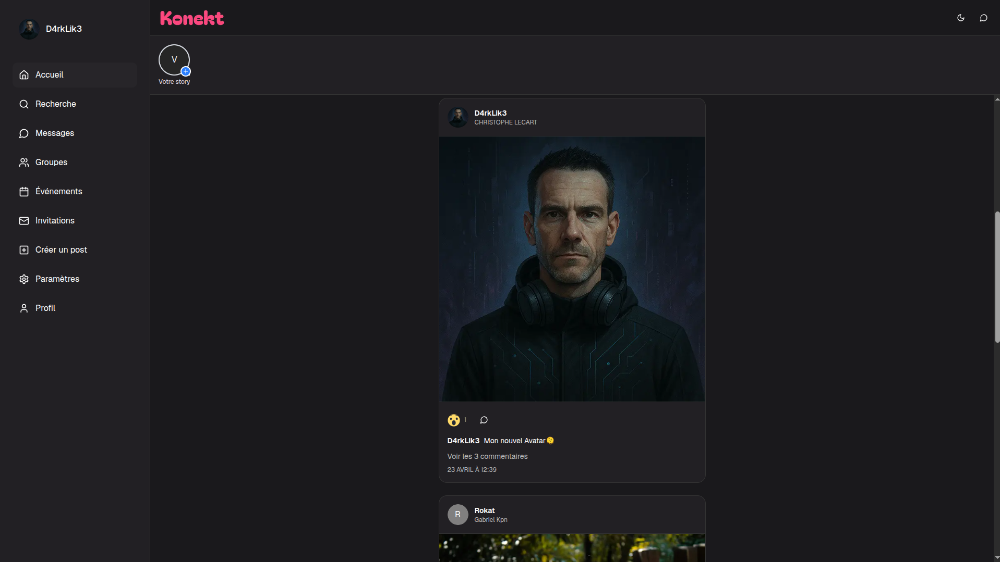 D4rkLik3
Accueil
Recherche
Messages
Groupes
Événements
Invitations
Créer un post
Paramètres
Profil
Konekt
V
Votre story
D4rkLik3
CHRISTOPHE LECART
1
D4rkLik3 Mon nouvel Avatar🫠
Voir les 3 commentaires
23 AVRIL À 12:39
R
Rokat
Gabriel Kpn